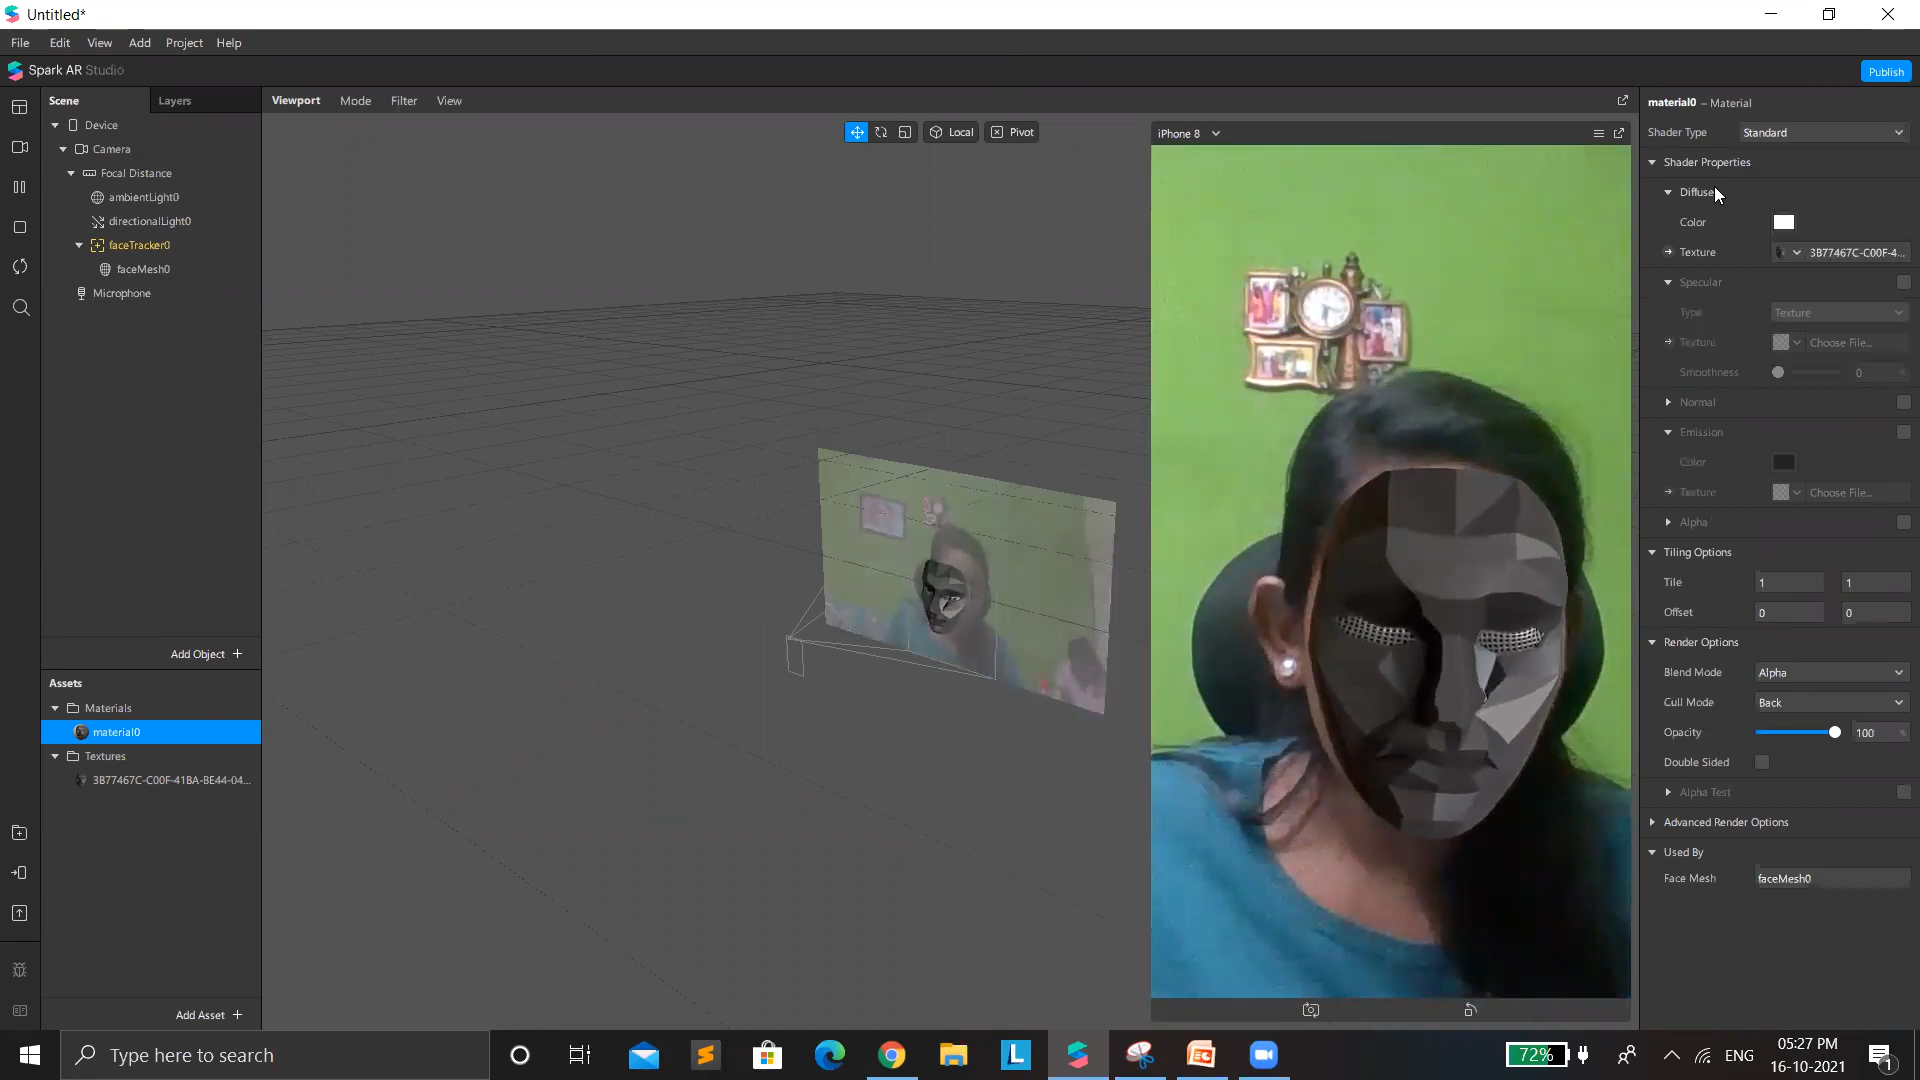 Untitled*
File Edit View Add Project Help
Spark AR Studio
Publish
Scene Layers
Device
Camera
Focal Distance
ambientLight0
directionalLight0
faceTracker0
faceMesh0
Microphone
Add Object +
Assets
Materials
material0
Textures
3B77467C-C00F-41BA-BE44-04...
Add Asset +
Viewport Mode Filter View
Local Pivot
iPhone 8
material0 – Material
Shader Type Standard
Shader Properties
Diffuse
Color
Texture 3B77467C-C00F-4...
Specular
Type Texture
Texture Choose File...
Smoothness 0 %
Normal
Emission
Color
Texture Choose File...
Alpha
Tiling Options
Tile 1 1
Offset 0 0
Render Options
Blend Mode Alpha
Cull Mode Back
Opacity 100 %
Double Sided
Alpha Test
Advanced Render Options
Used By
Face Mesh faceMesh0
Type here to search
72%
ENG
05:27 PM
16-10-2021
1